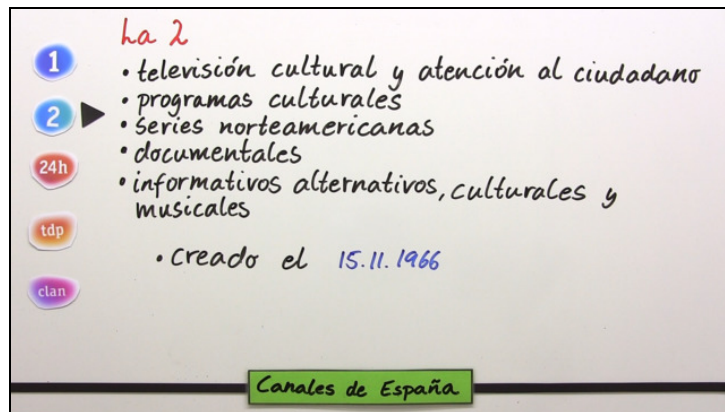 La 2
1
• televisión cultural y atención al ciudadano
2
• programas culturales
• series norteamericanas
• documentales
24h
• informativos alternativos, culturales y
musicales
tdp
• creado el 15.11.1966
clan
Canales de España